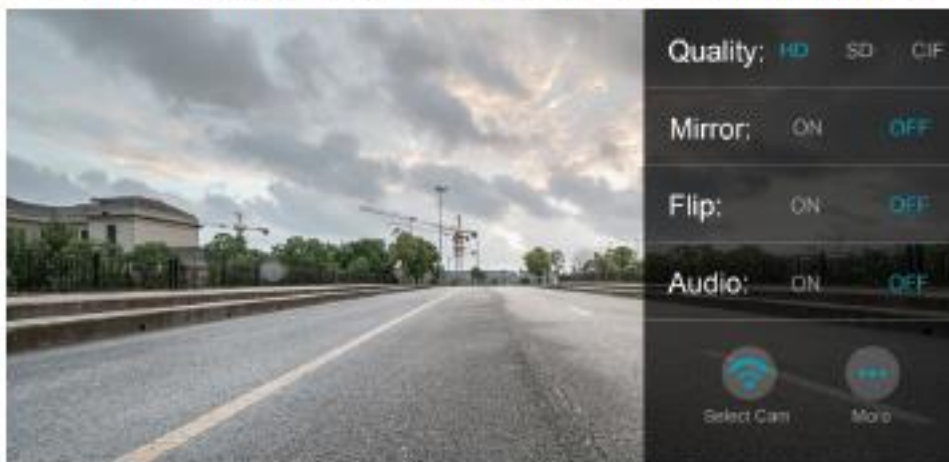 Quality: HD SD CIF
Mirror: ON OFF
Flip: ON OFF
Audio: ON OFF
Select Cam More